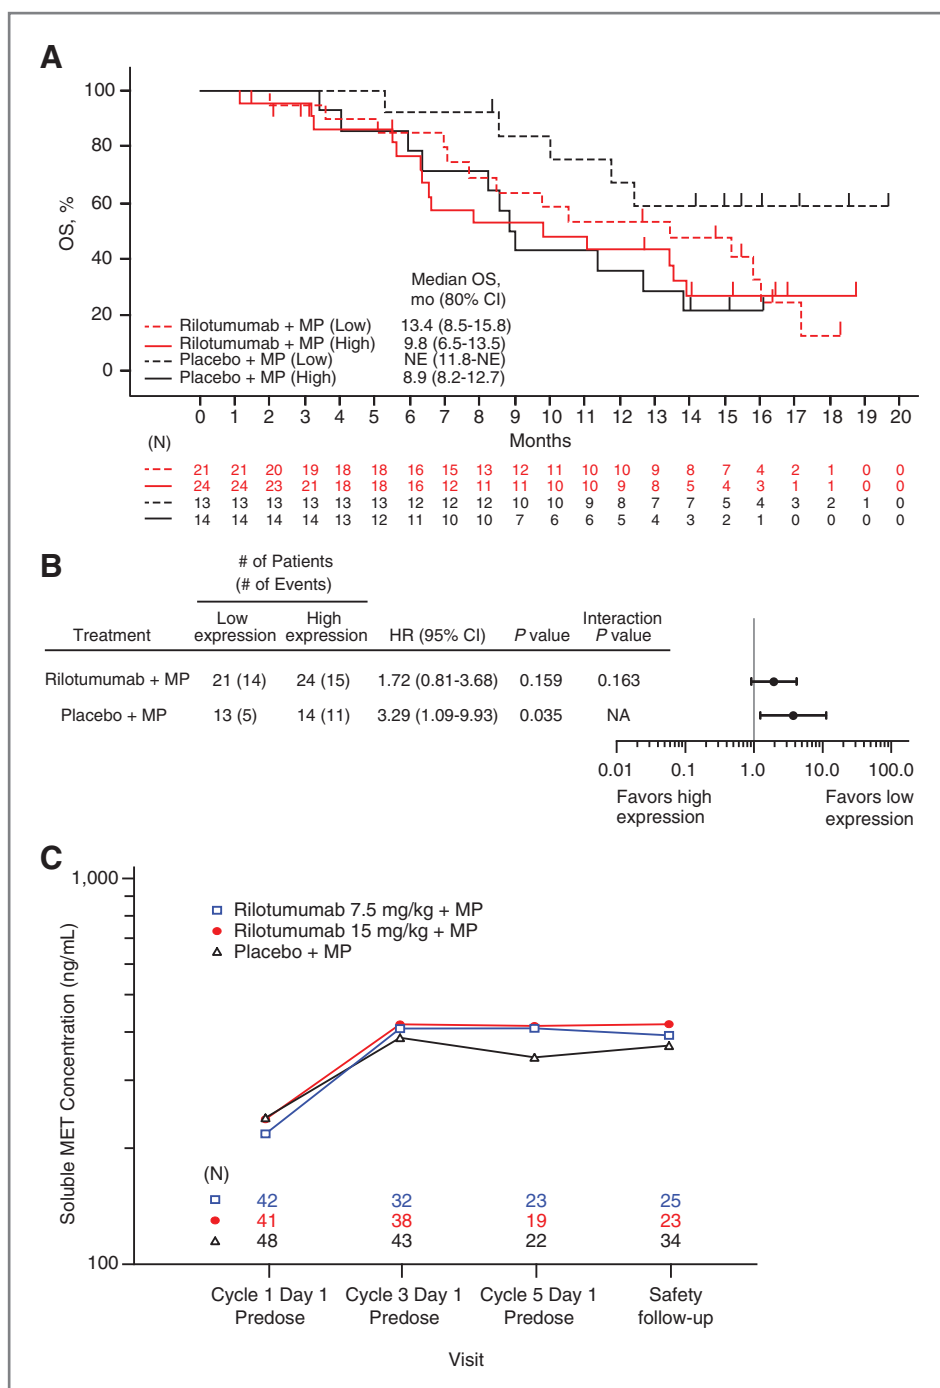 A
100
80
60
40
20
0
OS, %
Median OS,
mo (80% CI)
Rilotumumab + MP (Low) 13.4 (8.5-15.8)
Rilotumumab + MP (High) 9.8 (6.5-13.5)
Placebo + MP (Low) NE (11.8-NE)
Placebo + MP (High) 8.9 (8.2-12.7)
0 1 2 3 4 5 6 7 8 9 10 11 12 13 14 15 16 17 18 19 20
Months
(N)
21 21 20 19 18 18 16 15 13 12 11 10 10 9 8 7 4 2 1 0 0
24 24 23 21 18 18 16 12 11 11 10 10 9 8 5 4 3 1 1 0 0
13 13 13 13 13 13 12 12 12 10 10 9 8 7 7 5 4 3 2 1 0
14 14 14 14 13 12 11 10 10 7 6 6 5 4 3 2 1 0 0 0 0
B
# of Patients
(# of Events)
Treatment Low expression High expression HR (95% CI) P value Interaction P value
Rilotumumab + MP 21 (14) 24 (15) 1.72 (0.81-3.68) 0.159 0.163
Placebo + MP 13 (5) 14 (11) 3.29 (1.09-9.93) 0.035 NA
0.01 0.1 1.0 10.0 100.0
Favors high expression Favors low expression
C
1,000
100
Soluble MET Concentration (ng/mL)
Rilotumumab 7.5 mg/kg + MP
Rilotumumab 15 mg/kg + MP
Placebo + MP
(N)
42 32 23 25
41 38 19 23
48 43 22 34
Cycle 1 Day 1 Cycle 3 Day 1 Cycle 5 Day 1 Safety
Predose Predose Predose follow-up
Visit